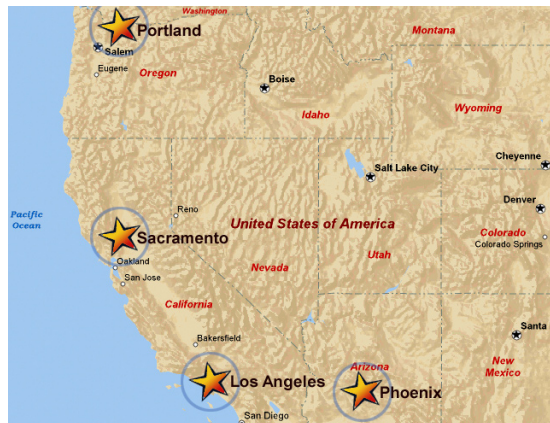 Washington
Portland
Montana
Salem
Eugene
Oregon
Boise
Idaho
Wyoming
Cheyenne
Salt Lake City
Denver
Reno
Pacific
Ocean
United States of America
Sacramento
Colorado
Colorado Springs
Utah
Oakland
Nevada
San Jose
California
Santa
Bakersfield
New
Mexico
Arizona
Los Angeles
Phoenix
San Diego